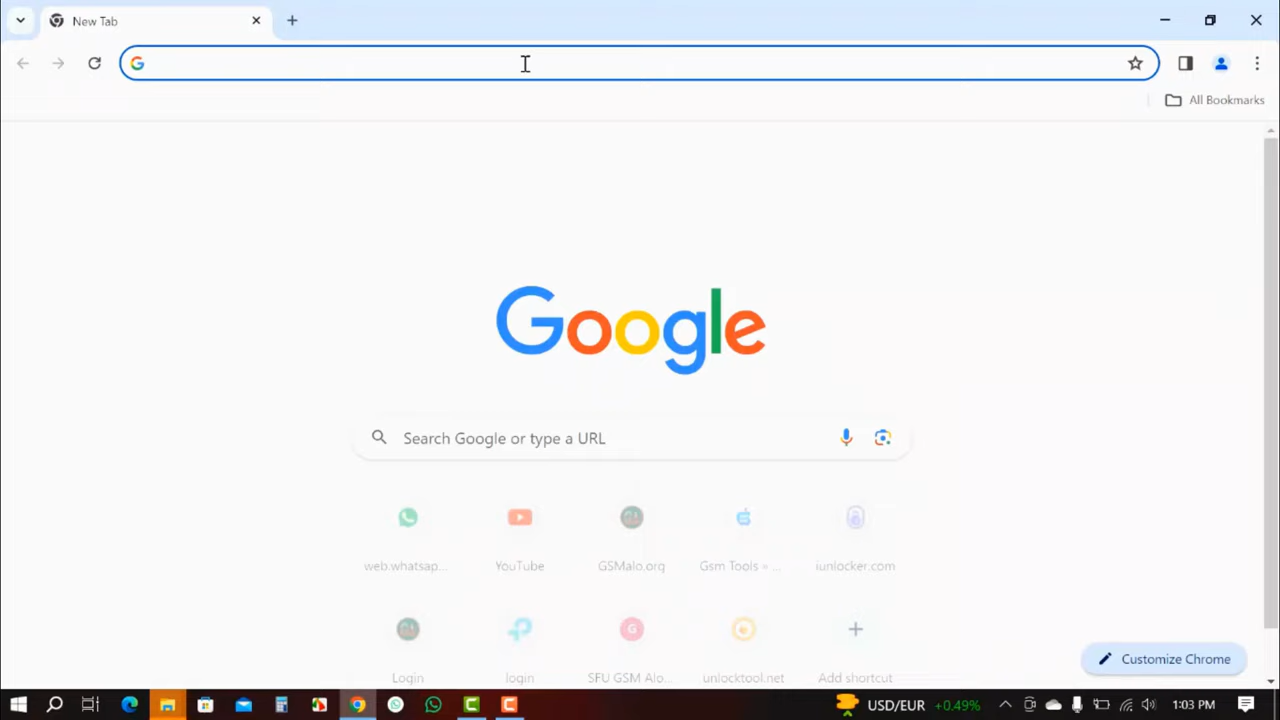 New Tab
All Bookmarks
Google
Search Google or type a URL
web.whatsap...
YouTube
GSMalo.org
Gsm Tools = ...
iunlocker.com
Login
login
SFU GSM Alo...
unlocktool.net
Add shortcut
Customize Chrome
USD/EUR +0.49%
1:03 PM